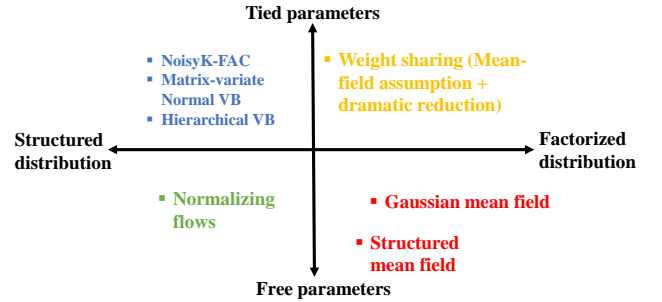 Tied parameters
▪ NoisyK-FAC
▪ Matrix-variate
Normal VB
▪ Hierarchical VB
▪ Weight sharing (Mean-
field assumption +
dramatic reduction)
Structured
distribution
Factorized
distribution
▪ Normalizing
flows
▪ Gaussian mean field
▪ Structured
mean field
Free parameters